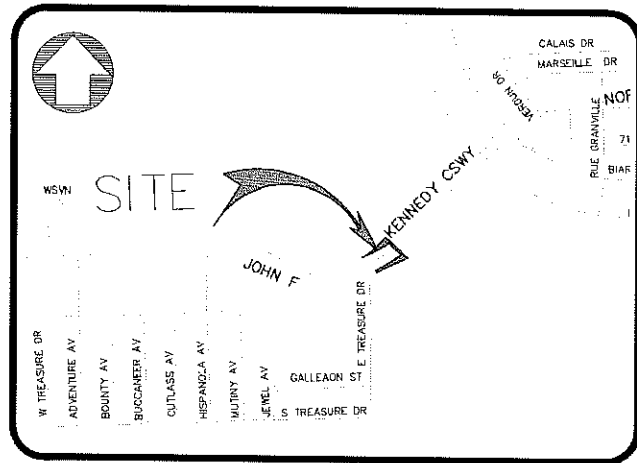 CALAIS DR
MARSEILLE DR
VERDUN DR
RUE GRANVILLE
NOF
71
BIAR
WSVN
SITE
KENNEDY CSWY
JOHN F
W TREASURE DR
ADVENTURE AV
BOUNTY AV
BUCCANEER AV
CUTLASS AV
HISPANOLA AV
MUTINY AV
JEWEL AV
E TREASURE DR
GALLEAON ST
S TREASURE DR